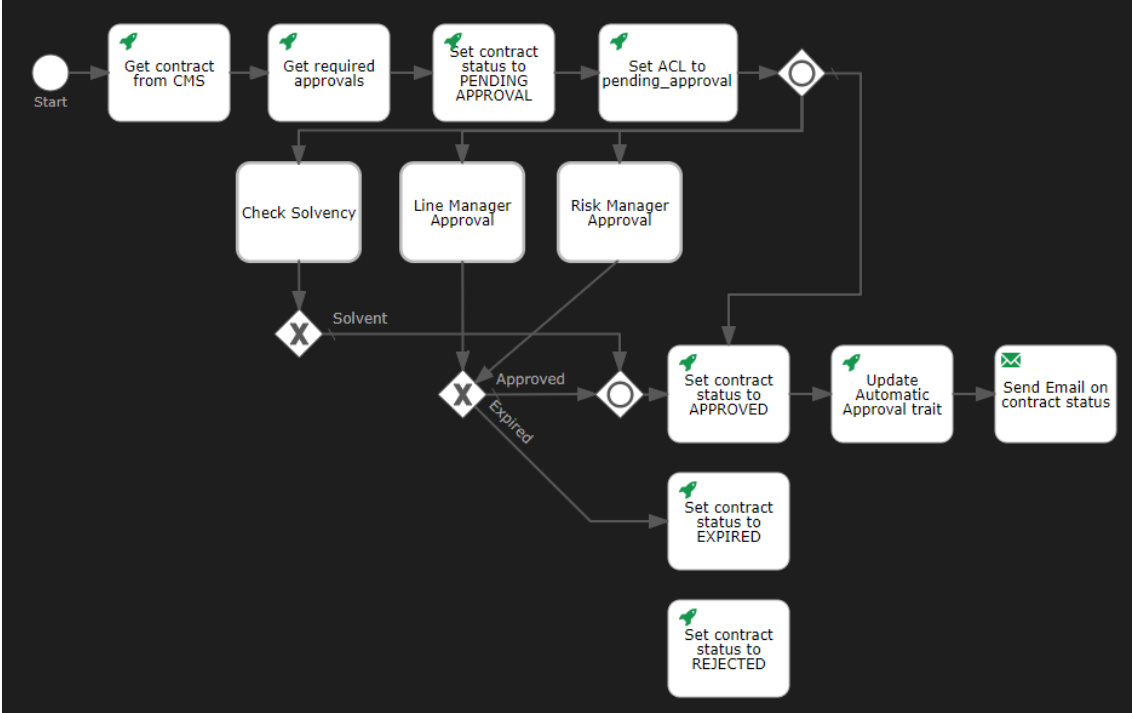 Get contract
from CMS
Get required
approvals
Set contract
status to
PENDING
APPROVAL
Set ACL to
pending_approval
Start
Check Solvency
Line Manager
Approval
Risk Manager
Approval
X
Solvent
X
Approved
Expired
Set contract
status to
APPROVED
Update
Automatic
Approval trait
Send Email on
contract status
Set contract
status to
EXPIRED
Set contract
status to
REJECTED